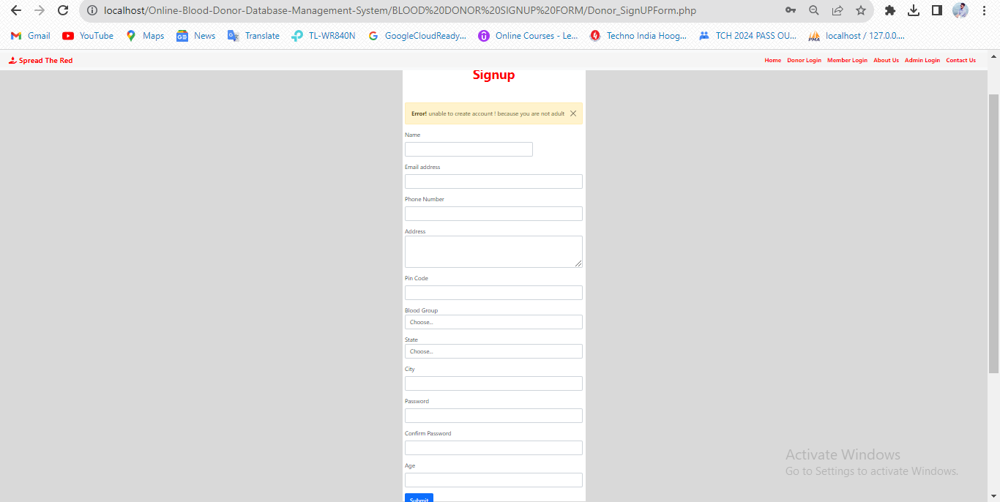 localhost/Online-Blood-Donor-Database-Management-System/BLOOD%20DONOR%20SIGNUP%20FORM/Donor_SignUPForm.php
Gmail YouTube Maps News Translate TL-WR840N GoogleCloudReady... Online Courses - Le... Techno India Hoog... TCH 2024 PASS OU... localhost / 127.0.0....
Spread The Red Home Donor Login Member Login About Us Admin Login Contact Us
Signup
Error! unable to create account ! because you are not adult
Name
Email address
Phone Number
Address
Pin Code
Blood Group
Choose...
State
Choose...
City
Password
Confirm Password
Age
Submit
Activate Windows
Go to Settings to activate Windows.